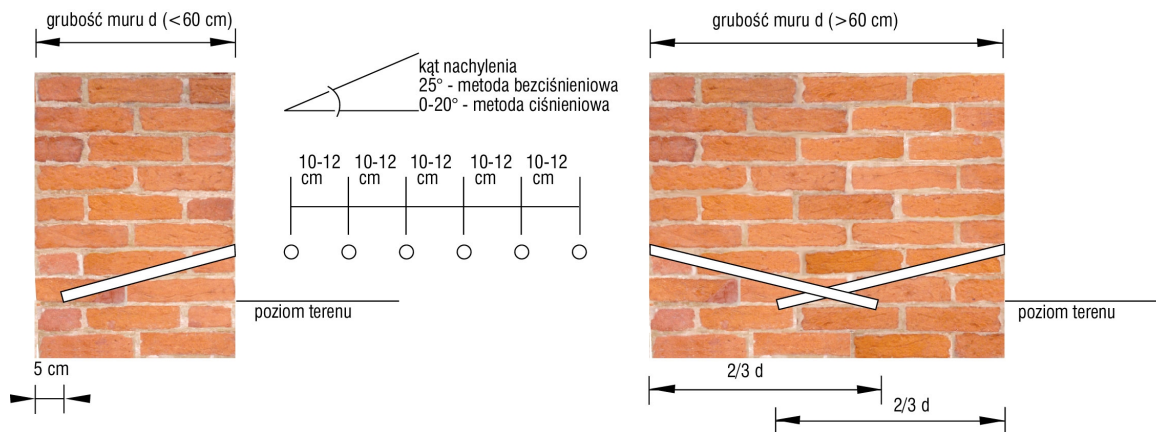 grubość muru d (<60 cm)
grubość muru d (>60 cm)
kąt nachylenia
25° - metoda bezciśnieniowa
0-20° - metoda ciśnieniowa
10-12 10-12 10-12 10-12 10-12
cm cm cm cm cm
poziom terenu
poziom terenu
5 cm
2/3 d
2/3 d